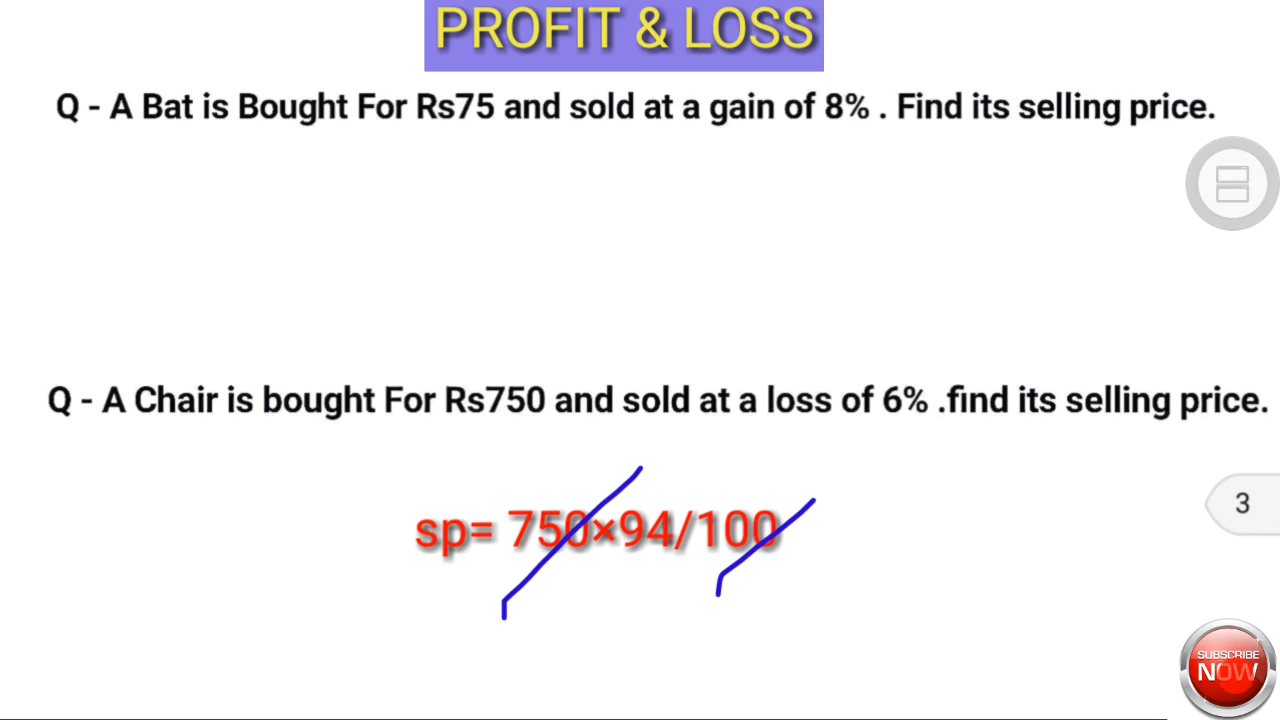 PROFIT & LOSS
Q - A Bat is Bought For Rs75 and sold at a gain of 8% . Find its selling price.
Q - A Chair is bought For Rs750 and sold at a loss of 6% .find its selling price.
sp= 750×94/100
3
SUBSCRIBE
NOW